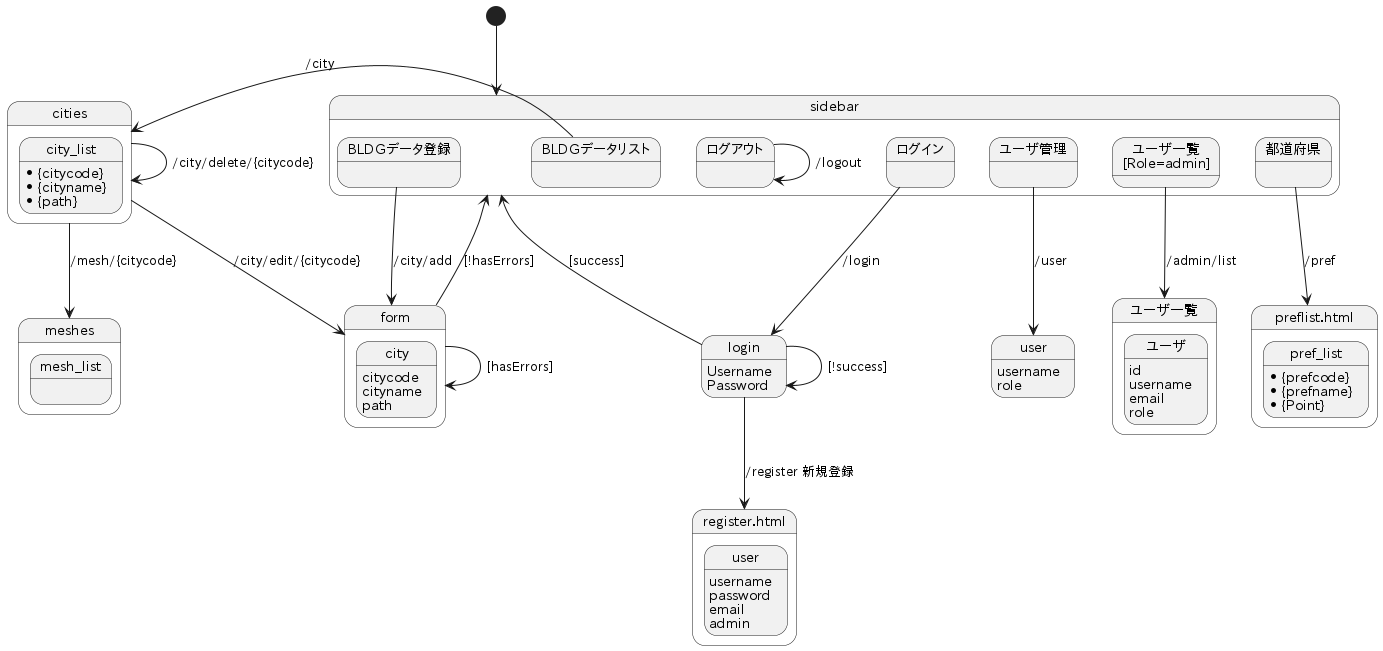 /city
sidebar
cities
city_list
• {citycode}
• {cityname}
• {path}
/city/delete/{citycode}
BLDGデータ登録
BLDGデータリスト
ログアウト
/logout
ログイン
ユーザ管理
ユーザ一覧
[Role=admin]
都道府県
/mesh/{citycode}
/city/edit/{citycode}
/city/add
[!hasErrors]
[success]
/login
/user
/admin/list
/pref
meshes
mesh_list
form
city
citycode
cityname
path
[hasErrors]
login
Username
Password
[!success]
user
username
role
ユーザ一覧
ユーザ
id
username
email
role
preflist.html
pref_list
• {prefcode}
• {prefname}
• {Point}
/register 新規登録
register.html
user
username
password
email
admin